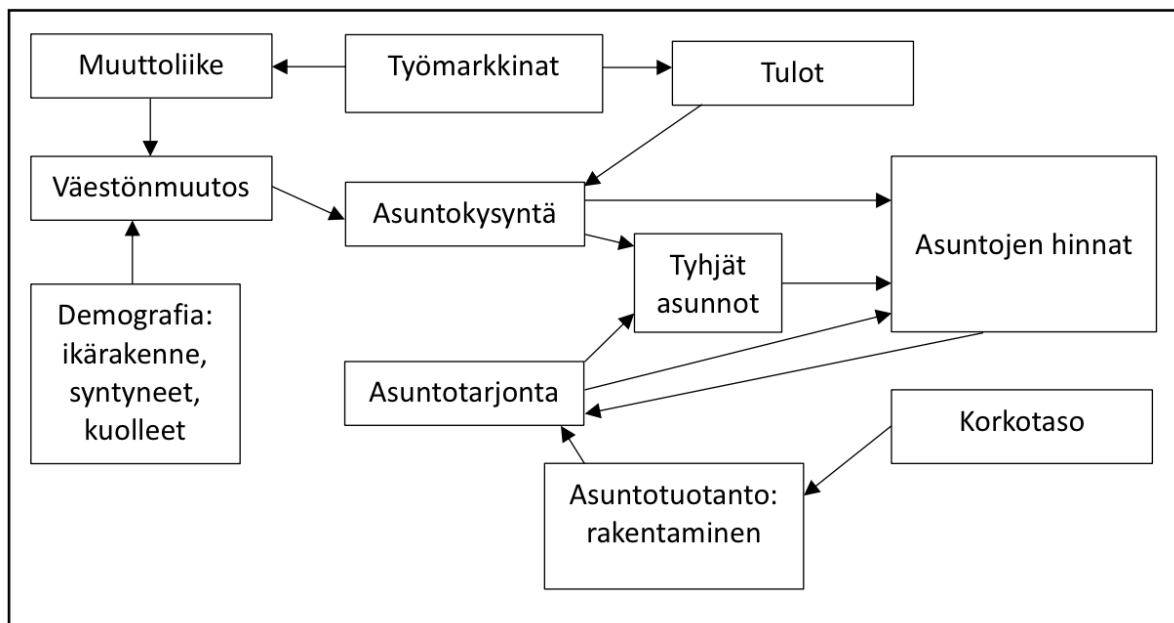 Muuttoliike
Työmarkkinat
Tulot
Väestönmuutos
Asuntokysyntä
Asuntojen hinnat
Tyhjät
asunnot
Demografia:
ikärakenne,
syntyneet,
kuolleet
Asuntotarjonta
Korkotaso
Asuntotuotanto:
rakentaminen